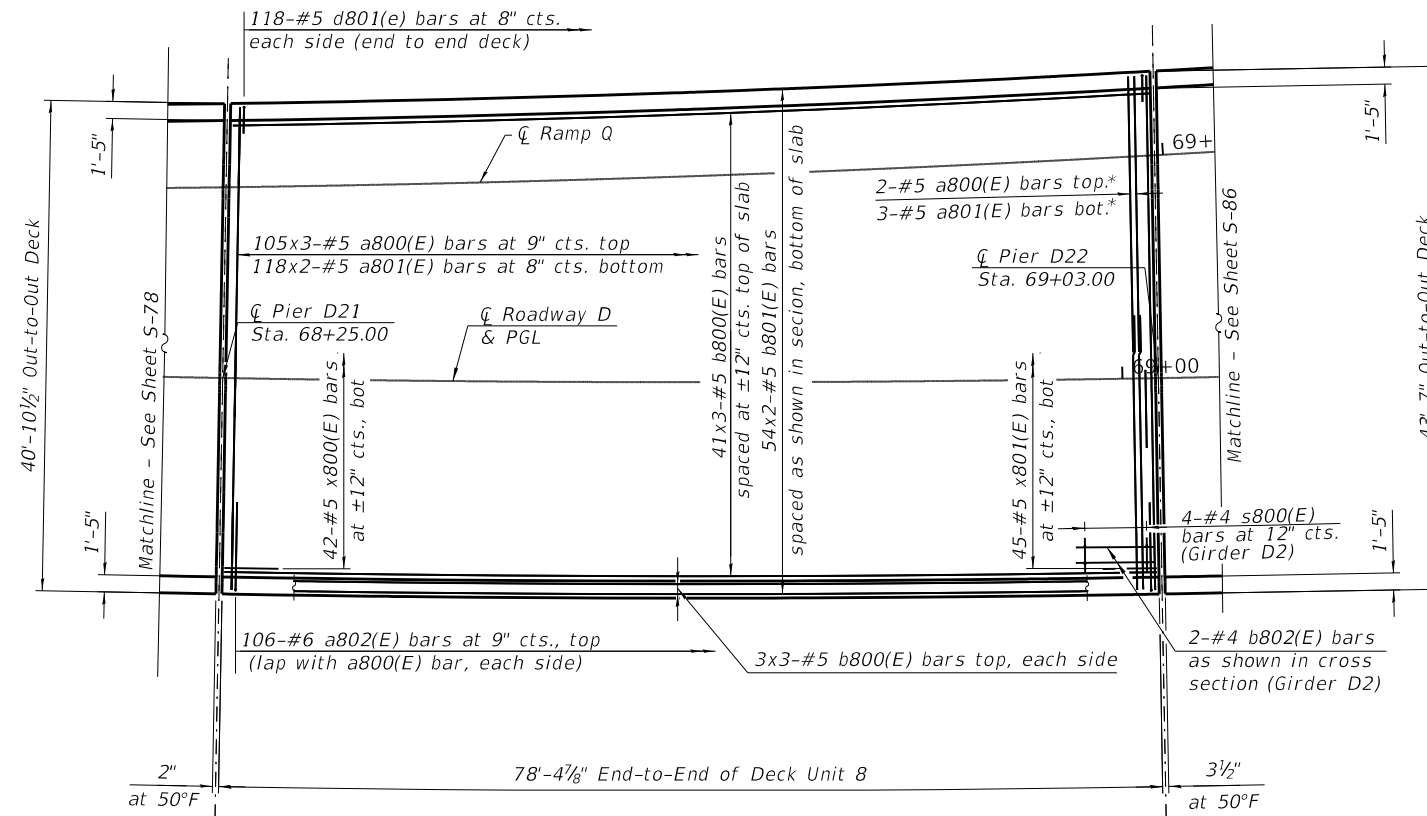 118-#5 d801(e) bars at 8" cts.
each side (end to end deck)
1'-5"
1'-5"
℄ Ramp Q
69+
2-#5 a800(E) bars top.*
3-#5 a801(E) bars bot.*
40'-10½" Out-to-Out Deck
Matchline - See Sheet S-78
105x3-#5 a800(E) bars at 9" cts. top
118x2-#5 a801(E) bars at 8" cts. bottom
℄ Pier D22
Sta. 69+03.00
℄ Pier D21
Sta. 68+25.00
℄ Roadway D
& PGL
41x3-#5 b800(E) bars
spaced at ±12" cts. top of slab
54x2-#5 b801(E) bars
spaced as shown in secion, bottom of slab
Matchline - See Sheet S-86
69+00
42-#5 x800(E) bars
at ±12" cts., bot
45-#5 x801(E) bars
at ±12" cts., bot
1'-5"
4-#4 s800(E)
bars at 12" cts.
(Girder D2)
1'-5"
106-#6 a802(E) bars at 9" cts., top
(lap with a800(E) bar, each side)
3x3-#5 b800(E) bars top, each side
2-#4 b802(E) bars
as shown in cross
section (Girder D2)
2"
at 50°F
78'-4⅞" End-to-End of Deck Unit 8
3½"
at 50°F